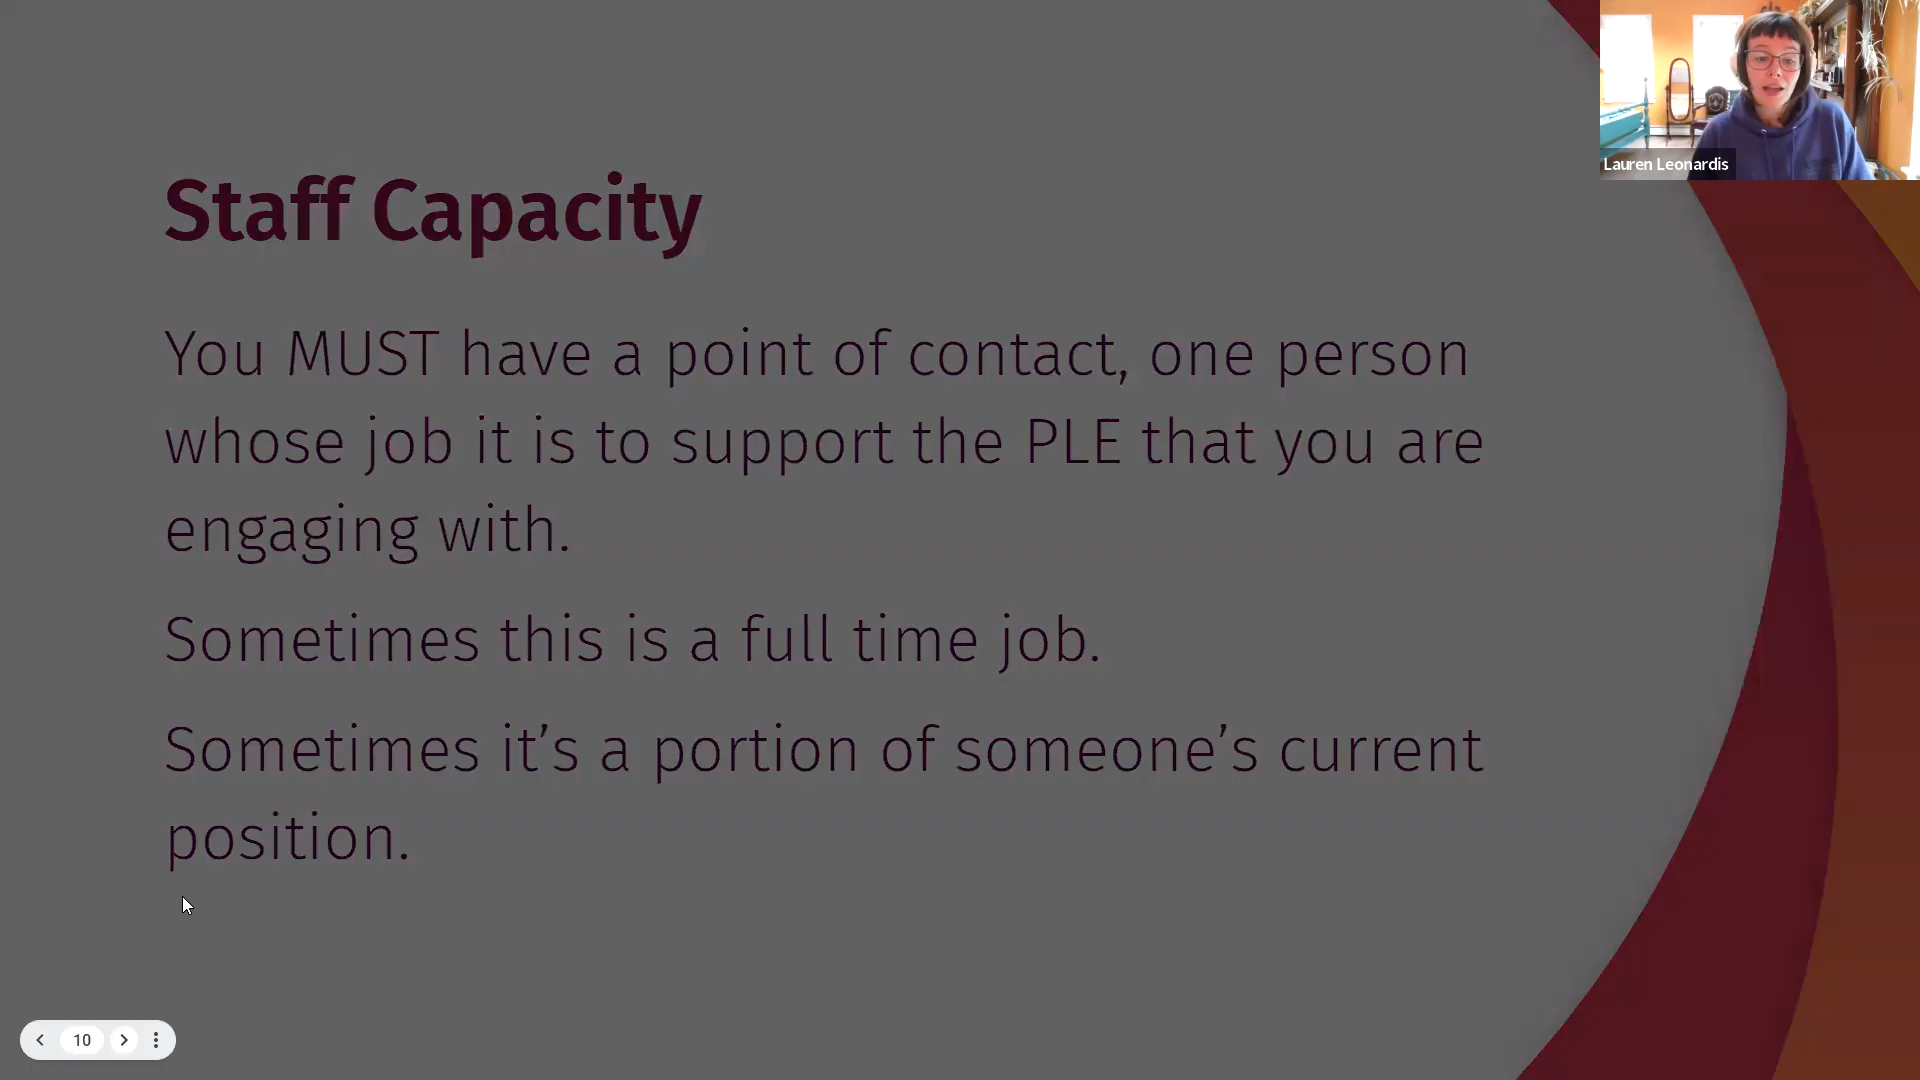 Lauren Leonardis
Staff Capacity
You MUST have a point of contact, one person
whose job it is to support the PLE that you are
engaging with.
Sometimes this is a full time job.
Sometimes it’s a portion of someone’s current
position.
10